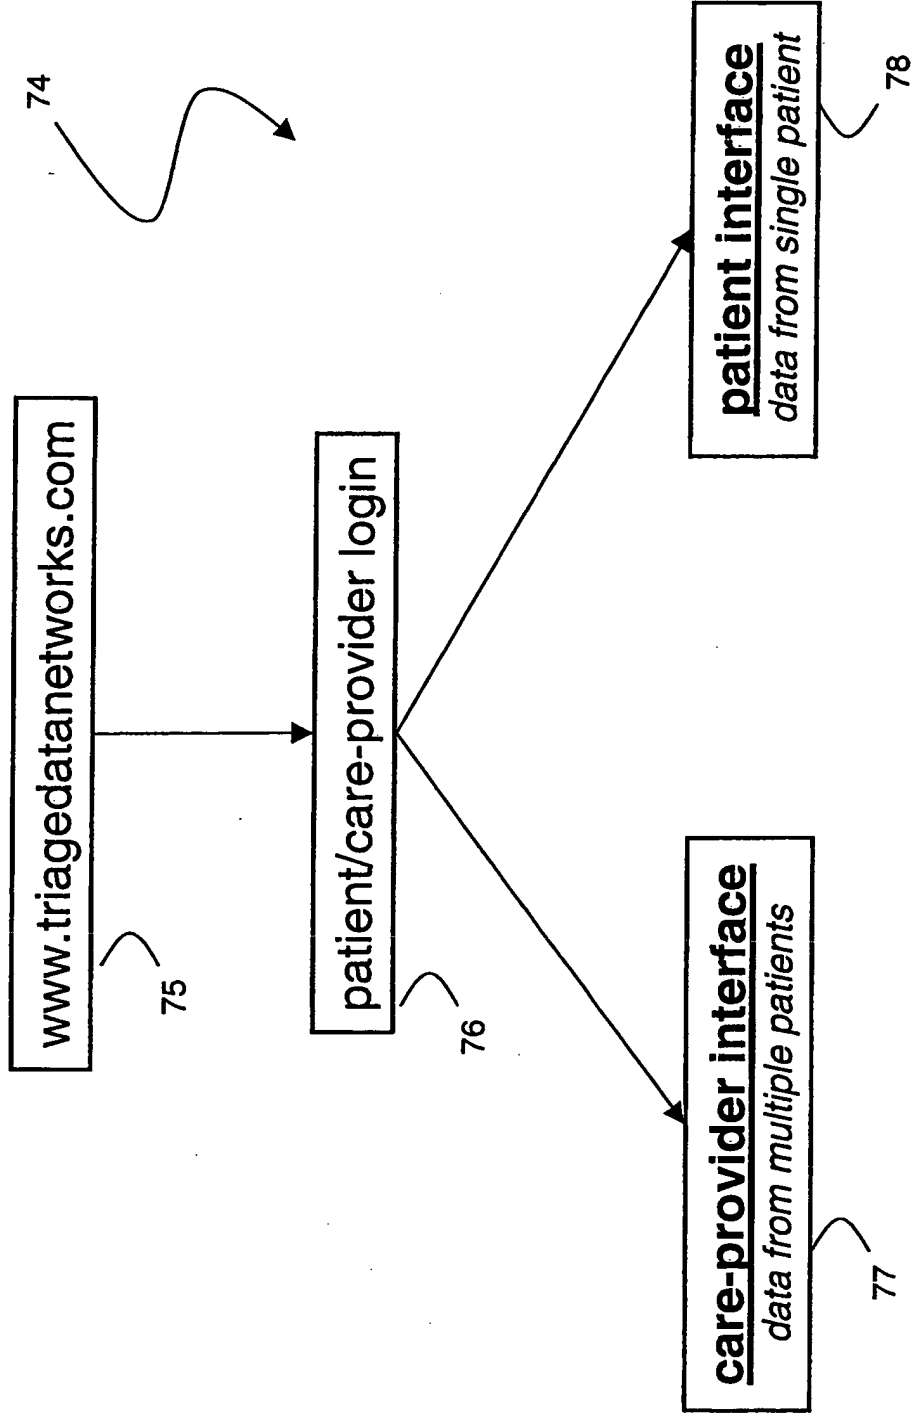 74
www.triagedatanetworks.com
75
patient/care-provider login
76
care-provider interface
data from multiple patients
77
patient interface
data from single patient
78